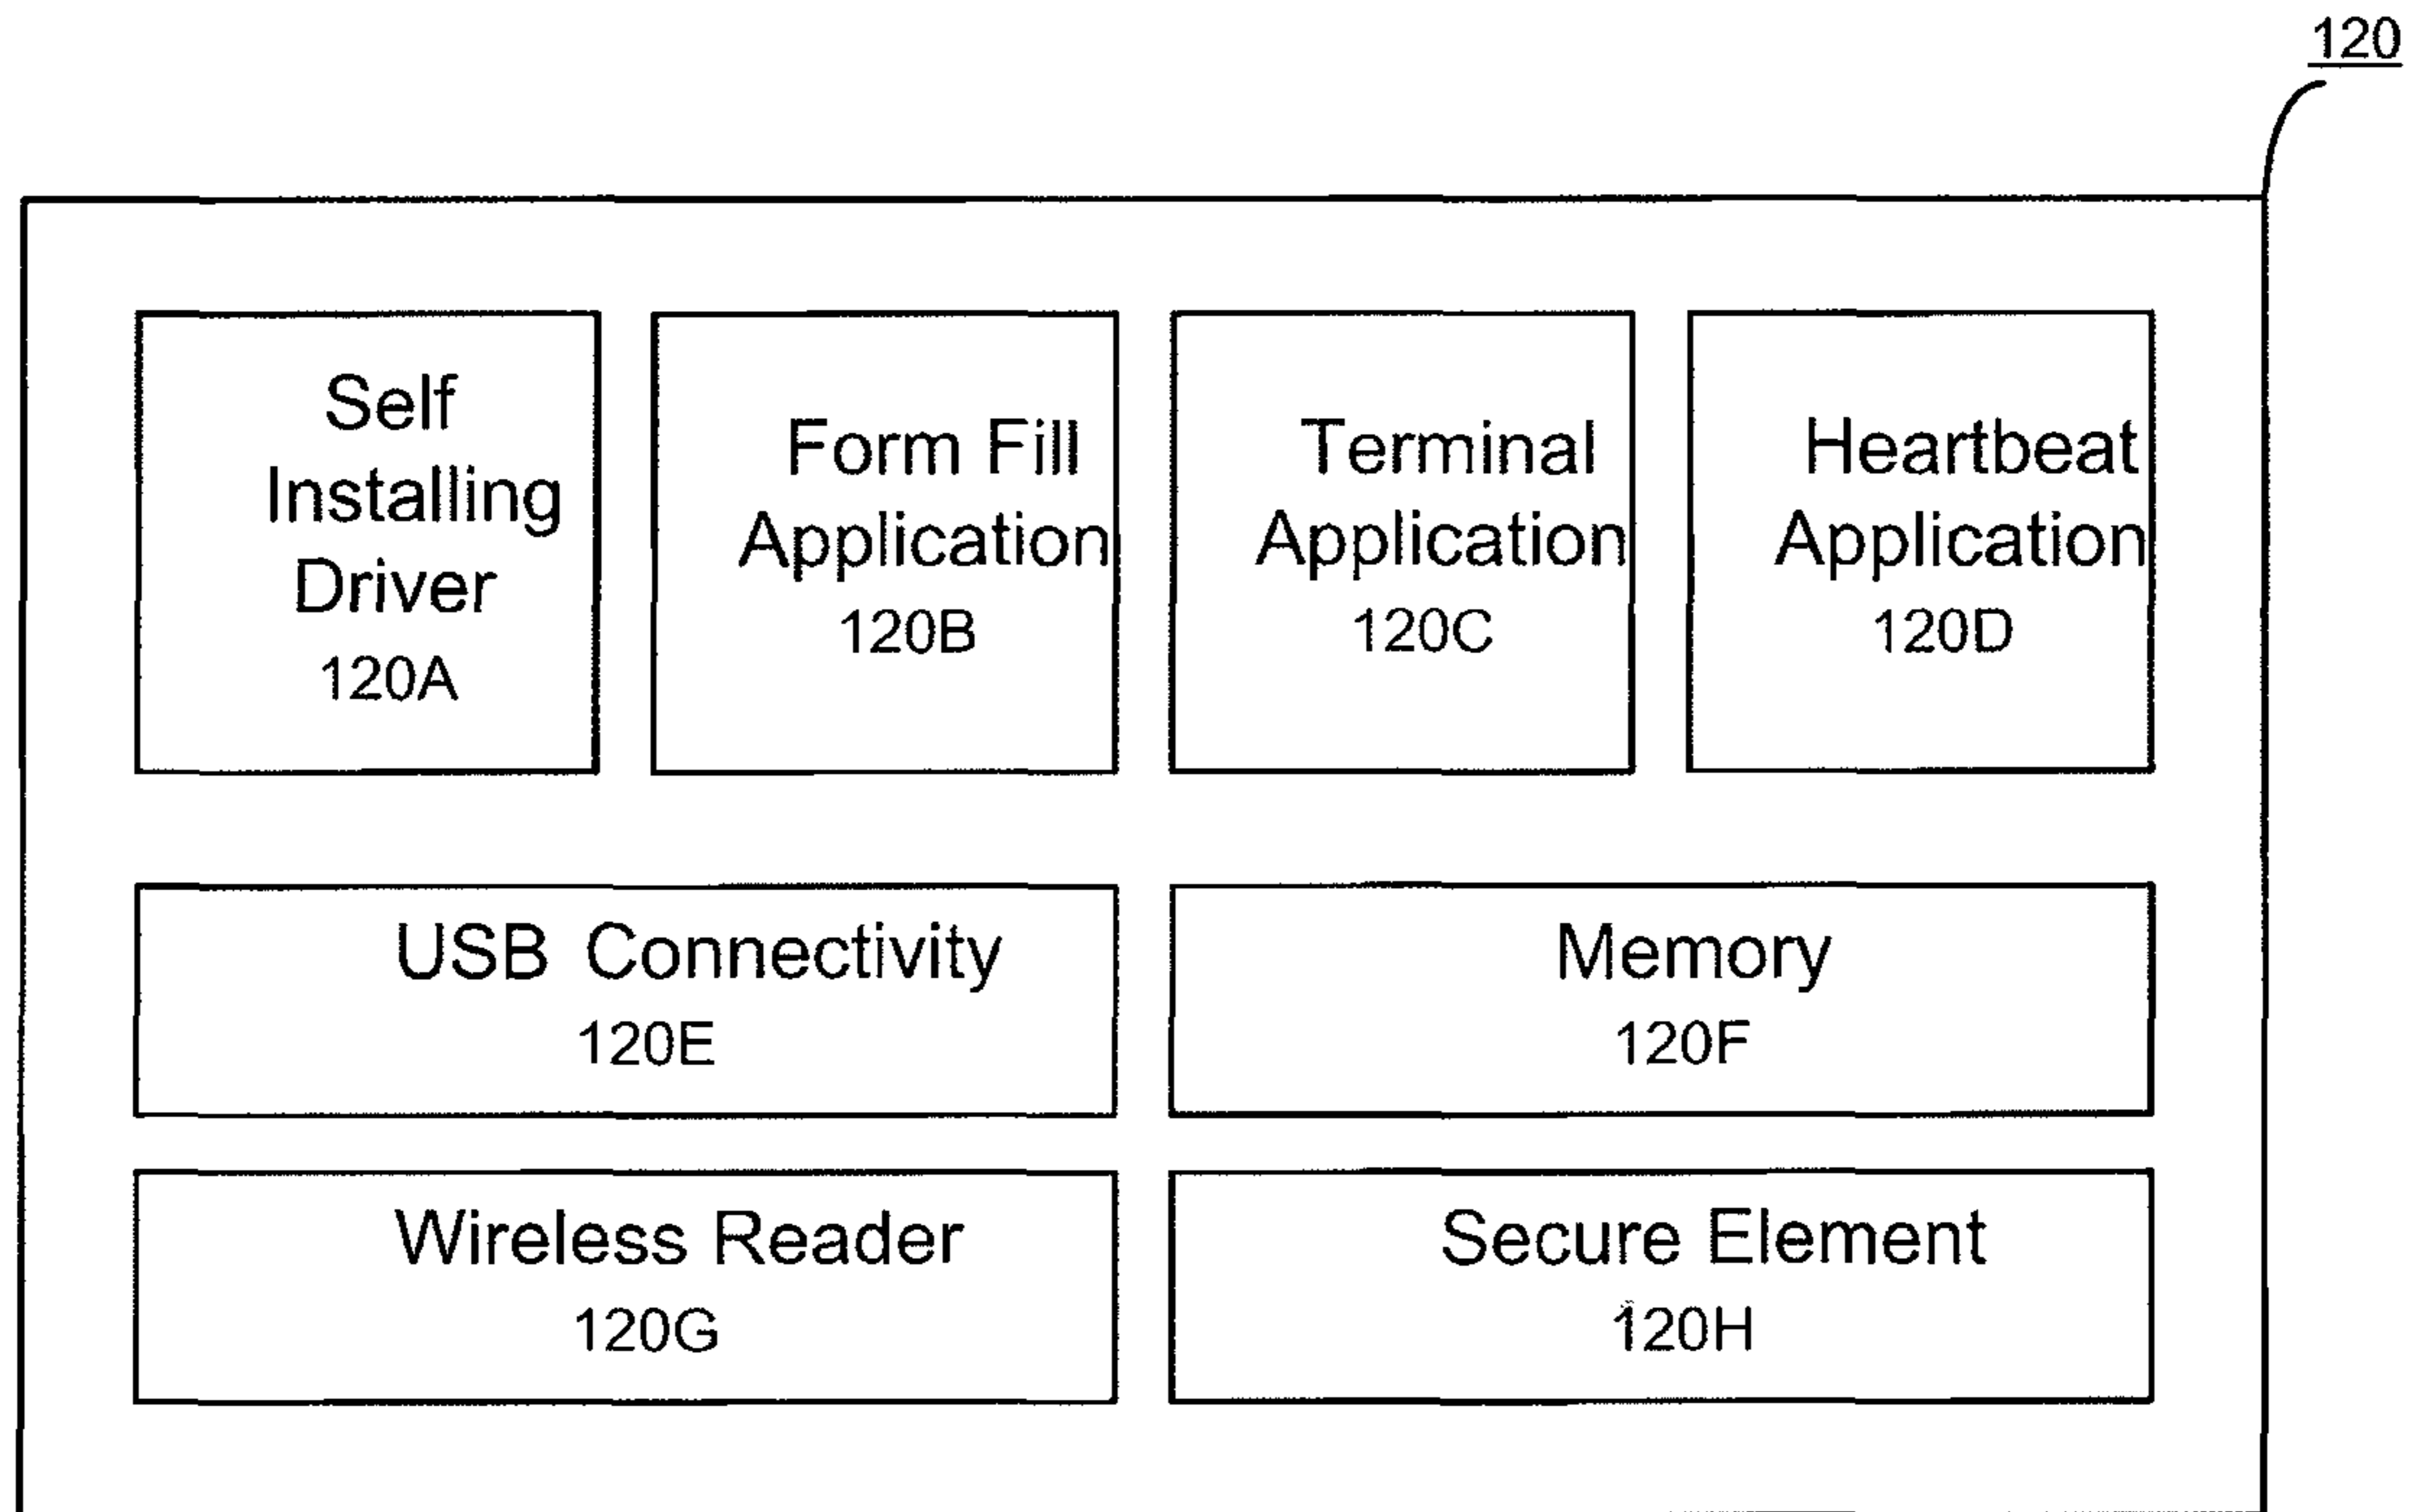 120
Self
Installing
Driver
120A
Form Fill
Application
120B
Terminal
Application
120C
Heartbeat
Application
120D
USB Connectivity
120E
Memory
120F
Wireless Reader
120G
Secure Element
120H